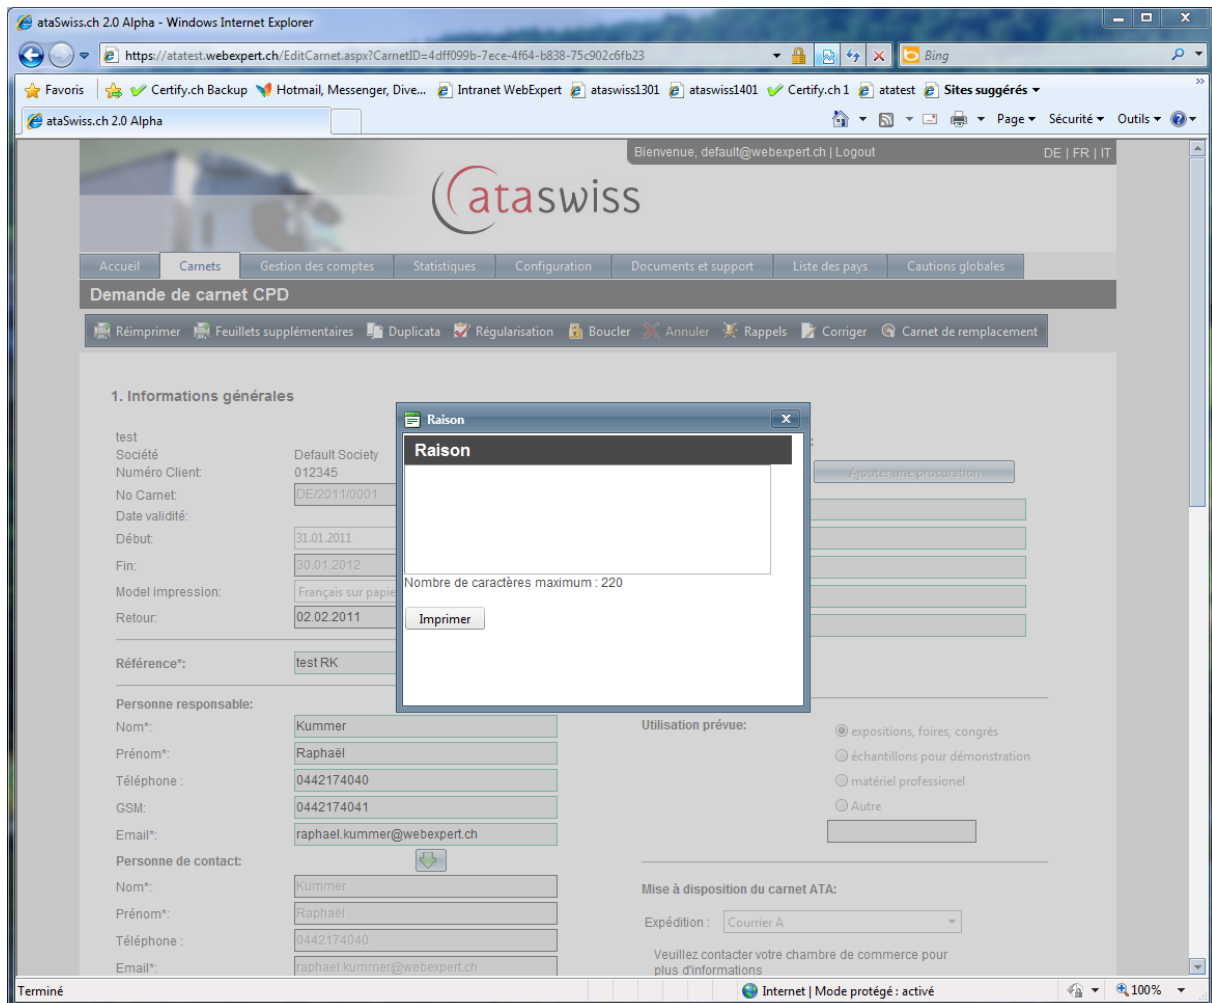 ataSwiss.ch 2.0 Alpha - Windows Internet Explorer
https://atatest.webexpert.ch/EditCarnet.aspx?CarnetID=4dff099b-7ece-4f64-b838-75c902c6fb23
Bing
Favoris Certify.ch Backup Hotmail, Messenger, Dive... Intranet WebExpert ataswiss1301 ataswiss1401 Certify.ch 1 atatest Sites suggérés
ataSwiss.ch 2.0 Alpha
Page Sécurité Outils
Bienvenue, default@webexpert.ch | Logout DE | FR | IT
ataswiss
Accueil Carnets Gestion des comptes Statistiques Configuration Documents et support Liste des pays Cautions globales
Demande de carnet CPD
Réimprimer Feuillets supplémentaires Duplicata Régularisation Boucler Annuler Rappels Corriger Carnet de remplacement
1. Informations générales
test
Société Default Society
Numéro Client: 012345
No Carnet: DE/2011/0001
Date validité:
Début: 31.01.2011
Fin: 30.01.2012
Model impression: Français sur papie
Retour: 02.02.2011
Référence*: test RK
Raison
Raison
Nombre de caractères maximum : 220
Imprimer
:
Ajouter une procuration
Personne responsable:
Nom*: Kummer
Prénom*: Raphaël
Téléphone : 0442174040
GSM: 0442174041
Email*: raphael.kummer@webexpert.ch
Personne de contact:
Nom*: Kummer
Prénom*: Raphaël
Téléphone : 0442174040
Email*: raphael.kummer@webexpert.ch
Utilisation prévue:
expositions, foires, congrès
échantillons pour démonstration
matériel professionel
Autre
Mise à disposition du carnet ATA:
Expédition : Courrier A
Veuillez contacter votre chambre de commerce pour
plus d'informations
Terminé Internet | Mode protégé : activé 100%